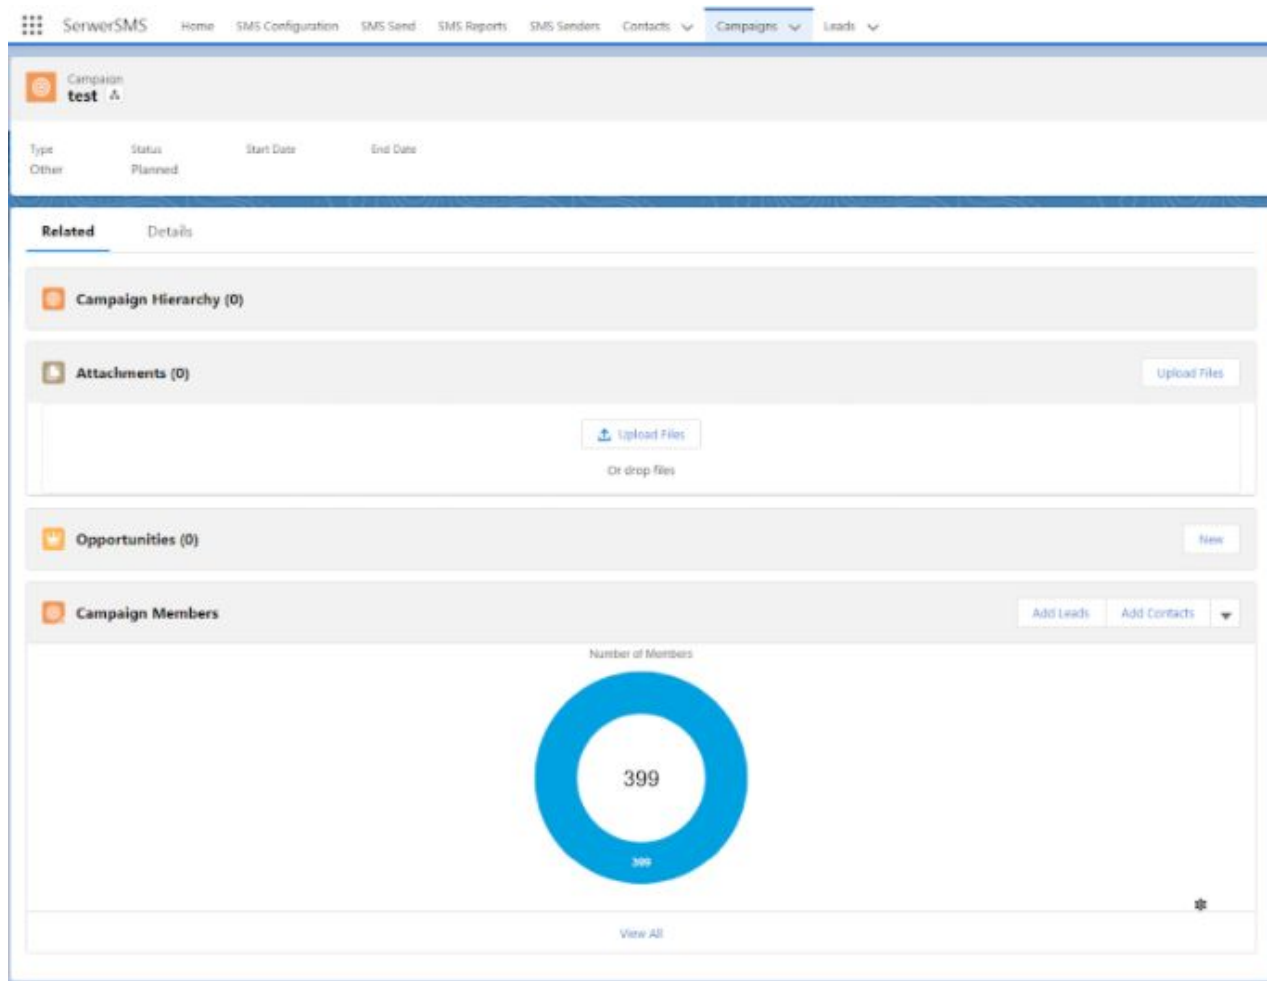 SerwerSMS Home SMS Configuration SMS Send SMS Reports SMS Senders Contacts Campaigns Leads
Campaign
test
Type Status Start Date End Date
Other Planned
Related Details
Campaign Hierarchy (0)
Attachments (0) Upload Files
Upload Files
Or drop files
Opportunities (0) New
Campaign Members Add Leads Add Contacts
Number of Members
399
399
View All